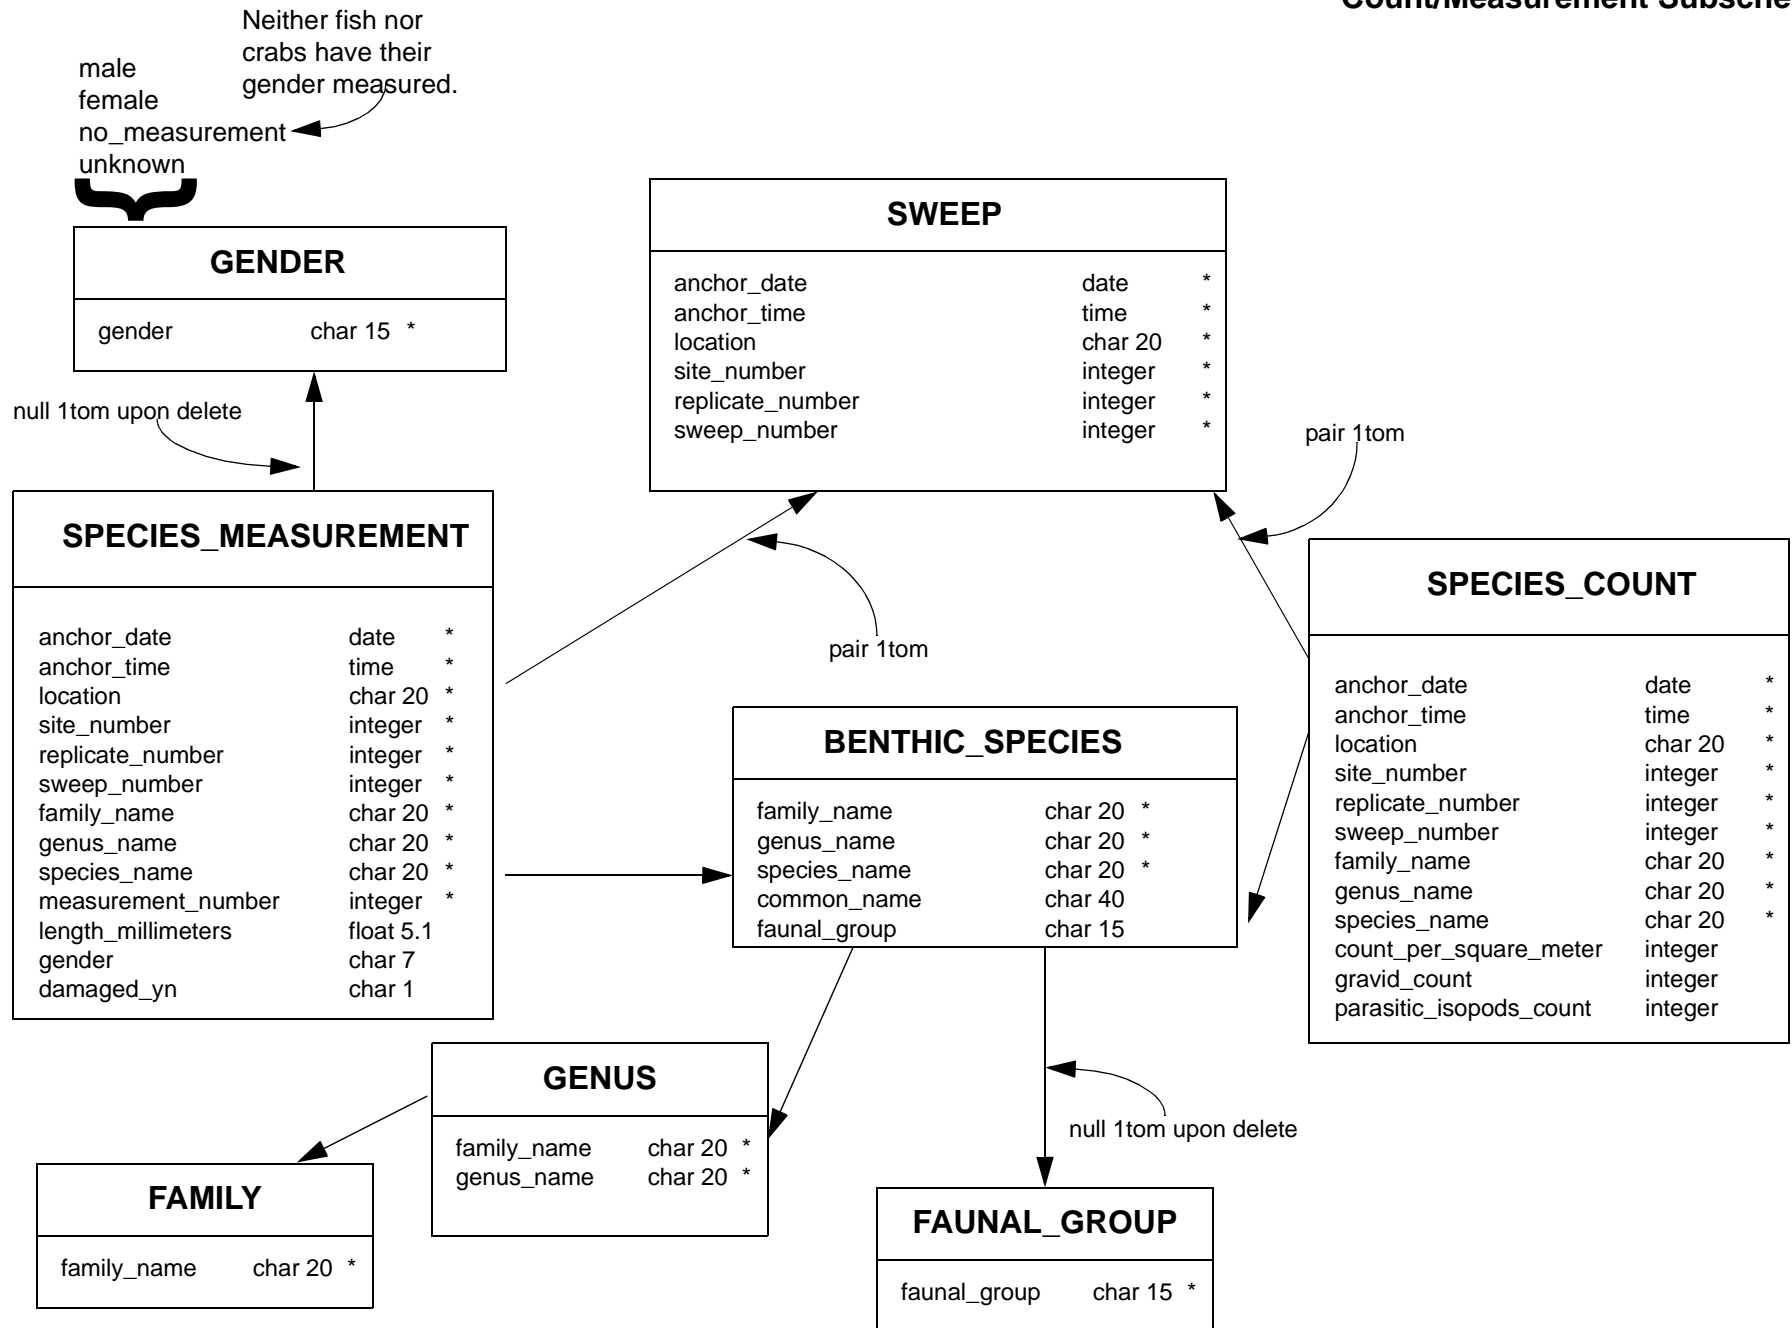 Count/Measurement Subsche
Neither fish nor
crabs have their
gender measured.
male
female
no_measurement
unknown
GENDER
gender char 15 *
null 1tom upon delete
SWEEP
anchor_date date *
anchor_time time *
location char 20 *
site_number integer *
replicate_number integer *
sweep_number integer *
pair 1tom
SPECIES_MEASUREMENT
anchor_date date *
anchor_time time *
location char 20 *
site_number integer *
replicate_number integer *
sweep_number integer *
family_name char 20 *
genus_name char 20 *
species_name char 20 *
measurement_number integer *
length_millimeters float 5.1
gender char 7
damaged_yn char 1
pair 1tom
SPECIES_COUNT
anchor_date date *
anchor_time time *
location char 20 *
site_number integer *
replicate_number integer *
sweep_number integer *
family_name char 20 *
genus_name char 20 *
species_name char 20 *
count_per_square_meter integer
gravid_count integer
parasitic_isopods_count integer
BENTHIC_SPECIES
family_name char 20 *
genus_name char 20 *
species_name char 20 *
common_name char 40
faunal_group char 15
GENUS
family_name char 20 *
genus_name char 20 *
null 1tom upon delete
FAMILY
family_name char 20 *
FAUNAL_GROUP
faunal_group char 15 *